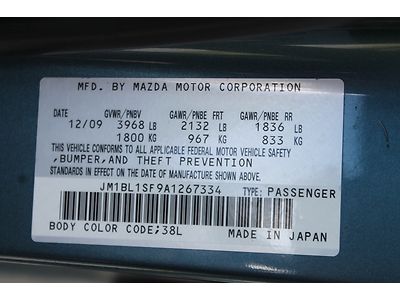 MFD. BY MAZDA MOTOR CORPORATION
DATE GVWR/PNBV GAWR/PNBE FRT GAWR/PNBE RR
12/09 3968 LB 2132 LB 1836 LB
1800 KG 967 KG 833 KG
THIS VEHICLE CONFORMS TO ALL APPLICABLE FEDERAL MOTOR VEHICLE SAFETY,
,BUMPER,AND THEFT PREVENTION
STANDARDS IN EFFECT ON THE DATE OF MANUFACTURE SHOWN ABOVE.
JM1BL1SF9A1267334 TYPE: PASSENGER
BODY COLOR CODE;38L MADE IN JAPAN